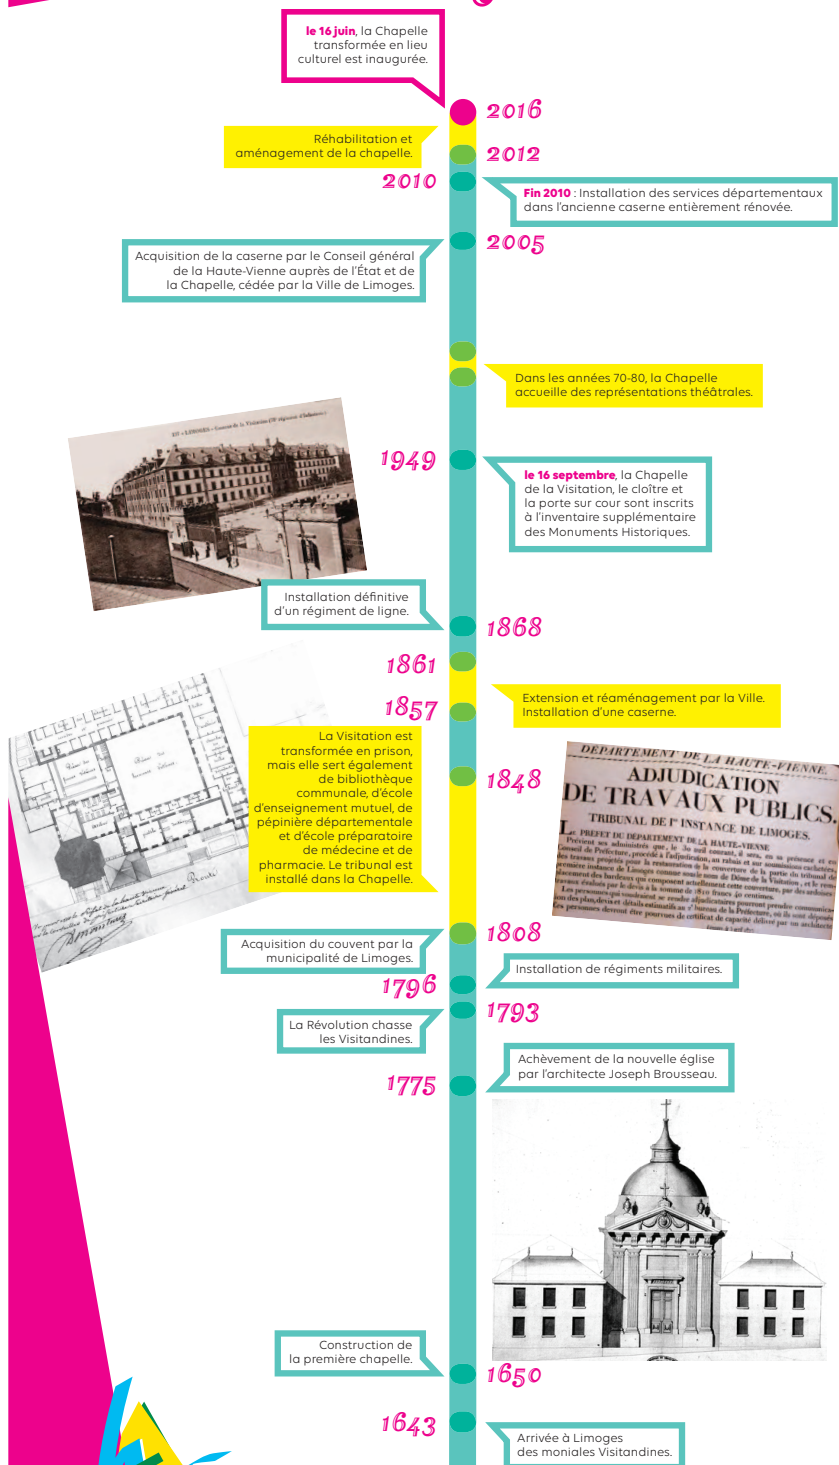 le 16 juin, la Chapelle
transformée en lieu
culturel est inaugurée.
2016
Réhabilitation et
aménagement de la chapelle.
2012
2010
Fin 2010 : Installation des services départementaux
dans l'ancienne caserne entièrement rénovée.
2005
Acquisition de la caserne par le Conseil général
de la Haute-Vienne auprès de l'État et de
la Chapelle, cédée par la Ville de Limoges.
Dans les années 70-80, la Chapelle
accueille des représentations théâtrales.
1949
le 16 septembre, la Chapelle
de la Visitation, le cloître et
la porte sur cour sont inscrits
à l'inventaire supplémentaire
des Monuments Historiques.
Installation définitive
d'un régiment de ligne.
1868
1861
1857
Extension et réaménagement par la Ville.
Installation d'une caserne.
La Visitation est
transformée en prison,
mais elle sert également
de bibliothèque
communale, d'école
d'enseignement mutuel, de
pépinière départementale
et d'école préparatoire
de médecine et de
pharmacie. Le tribunal est
installé dans la Chapelle.
1848
DÉPARTEMENT DE LA HAUTE-VIENNE.
ADJUDICATION
DE TRAVAUX PUBLICS.
TRIBUNAL DE Ire INSTANCE DE LIMOGES.
LE PRÉFET DU DÉPARTEMENT DE LA HAUTE-VIENNE
1808
Acquisition du couvent par la
municipalité de Limoges.
Installation de régiments militaires.
1796
1793
La Révolution chasse
les Visitandines.
Achèvement de la nouvelle église
par l'architecte Joseph Brousseau.
1775
Construction de
la première chapelle.
1650
1643
Arrivée à Limoges
des moniales Visitandines.